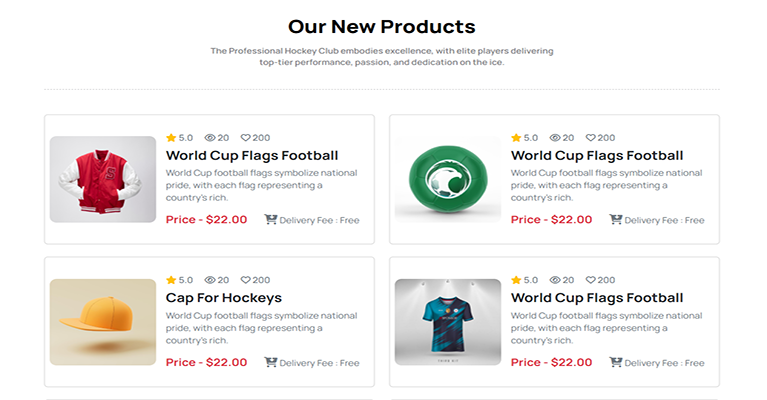 Our New Products
The Professional Hockey Club embodies excellence, with elite players delivering
top-tier performance, passion, and dedication on the ice.
5.0 20 200
World Cup Flags Football
World Cup football flags symbolize national
pride, with each flag representing a
country's rich.
Price - $22.00 Delivery Fee : Free
5.0 20 200
World Cup Flags Football
World Cup football flags symbolize national
pride, with each flag representing a
country's rich.
Price - $22.00 Delivery Fee : Free
5.0 20 200
Cap For Hockeys
World Cup football flags symbolize national
pride, with each flag representing a
country's rich.
Price - $22.00 Delivery Fee : Free
5.0 20 200
World Cup Flags Football
World Cup football flags symbolize national
pride, with each flag representing a
country's rich.
Price - $22.00 Delivery Fee : Free